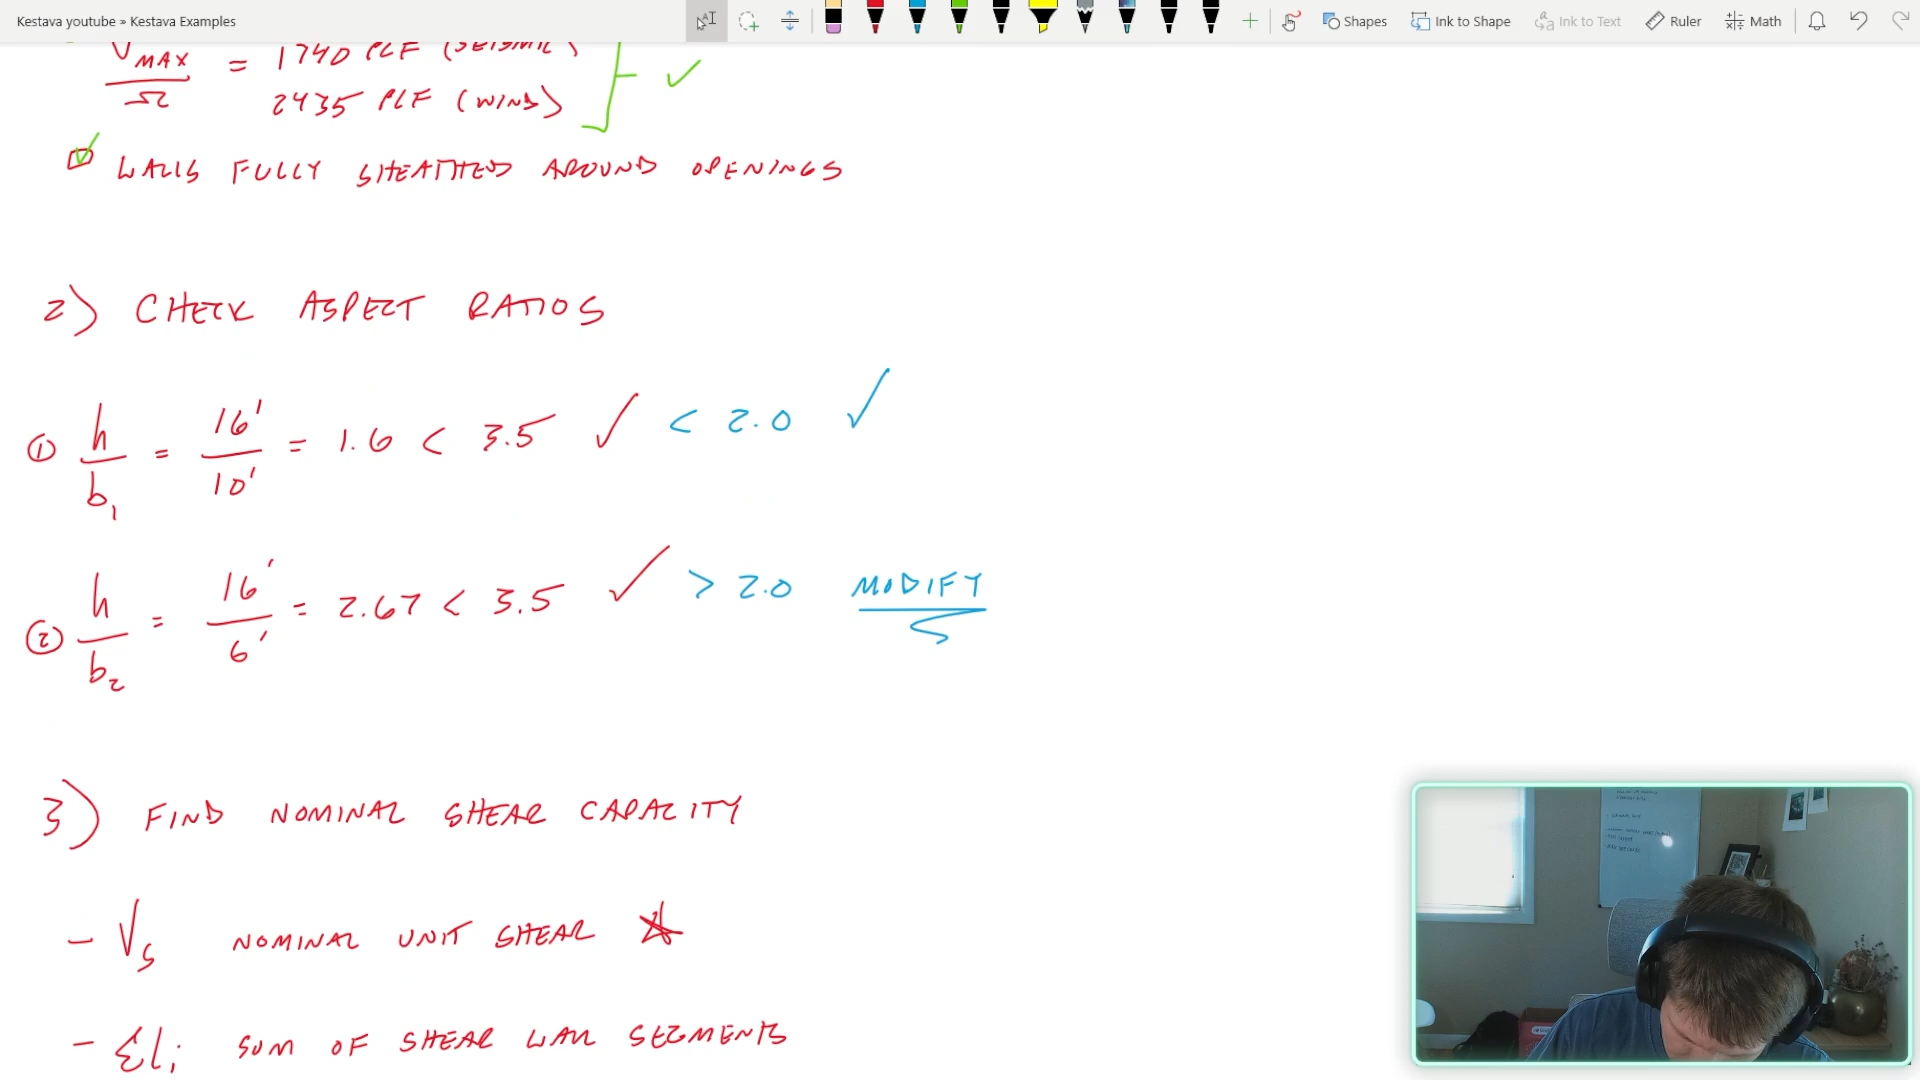 Kestava youtube » Kestava Examples
Shapes Ink to Shape Ink to Text Ruler Math
VMAX / Ω = 1740 PLF (SEISMIC)
2435 PLF (WIND)
WALLS FULLY SHEATHED AROUND OPENINGS
2) CHECK ASPECT RATIOS
① h/b1 = 16'/10' = 1.6 < 3.5 ✓ < 2.0 ✓
② h/b2 = 16'/6' = 2.67 < 3.5 ✓ > 2.0 MODIFY
3) FIND NOMINAL SHEAR CAPACITY
- Vs NOMINAL UNIT SHEAR
- Σli SUM OF SHEAR WALL SEGMENTS